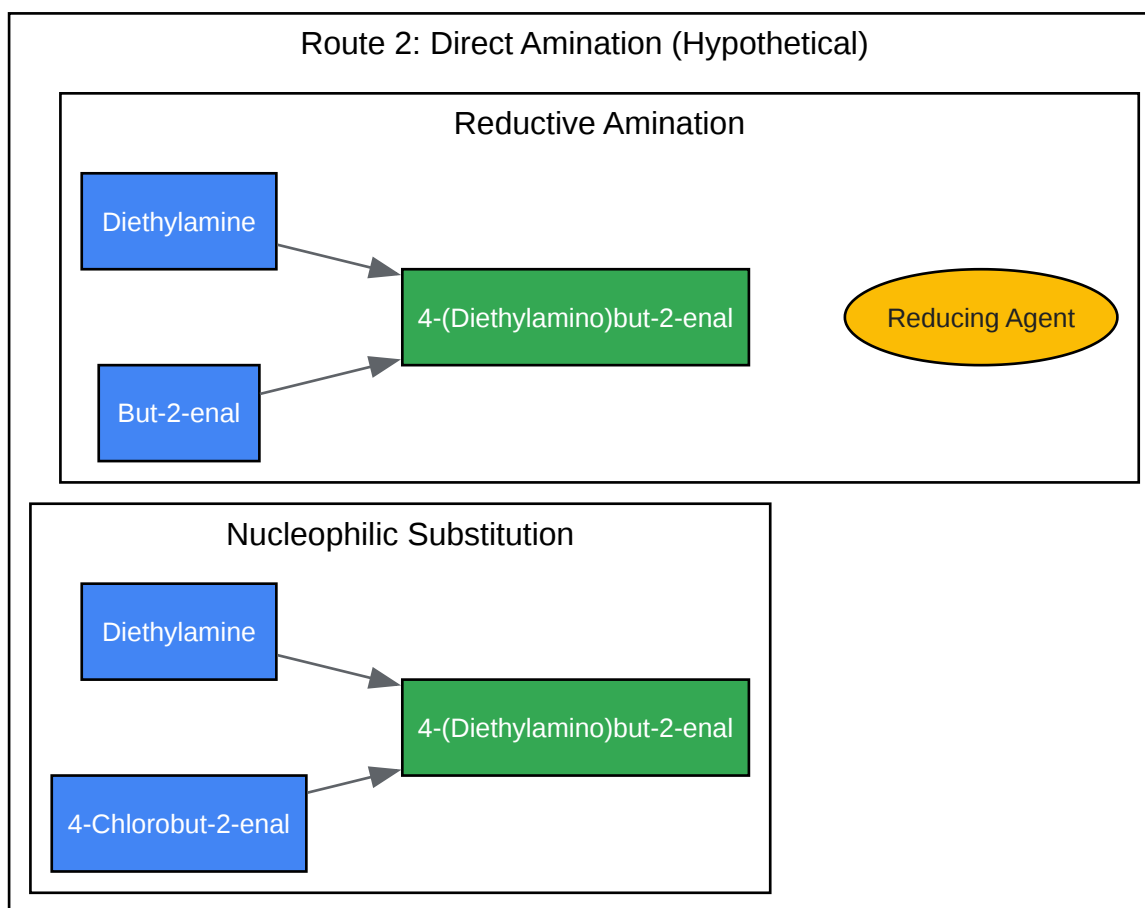 Route 2: Direct Amination (Hypothetical)
Reductive Amination
Diethylamine
4-(Diethylamino)but-2-enal
Reducing Agent
But-2-enal
Nucleophilic Substitution
Diethylamine
4-(Diethylamino)but-2-enal
4-Chlorobut-2-enal